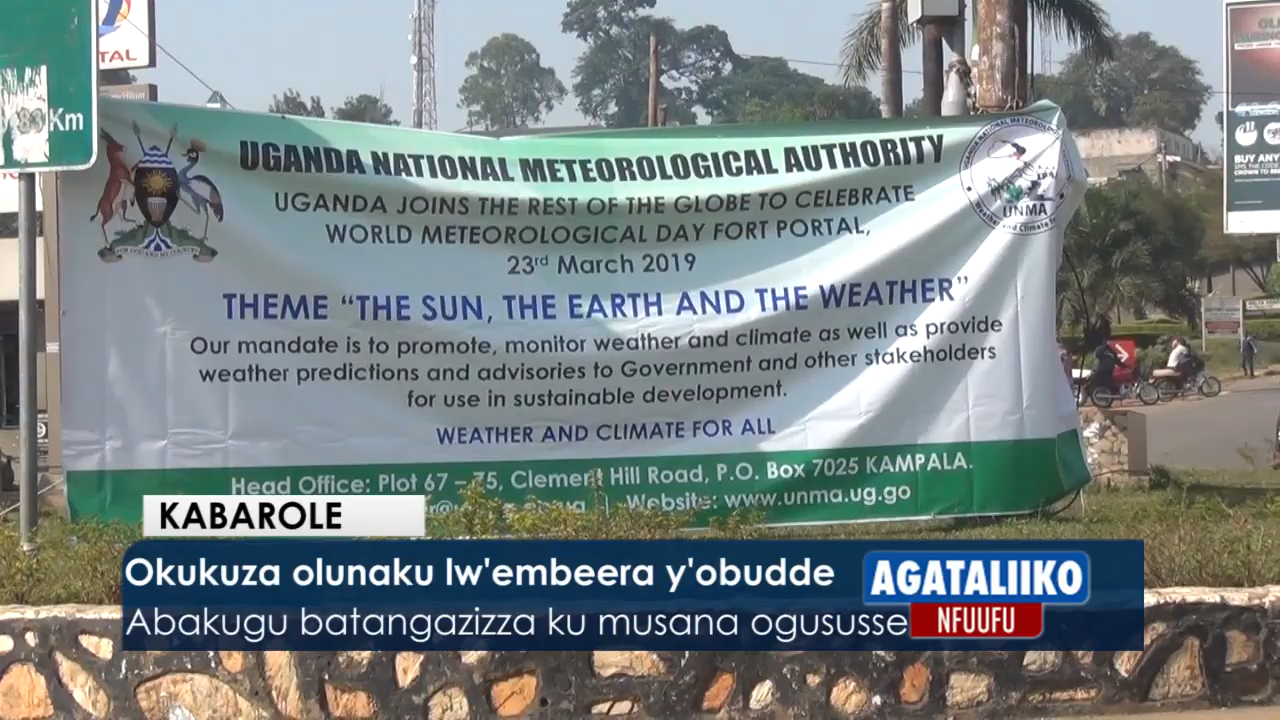 TAL
Km
UGANDA NATIONAL METEOROLOGICAL AUTHORITY
UGANDA JOINS THE REST OF THE GLOBE TO CELEBRATE
WORLD METEOROLOGICAL DAY FORT PORTAL,
23rd March 2019
THEME “THE SUN, THE EARTH AND THE WEATHER”
Our mandate is to promote, monitor weather and climate as well as provide
weather predictions and advisories to Government and other stakeholders
for use in sustainable development.
WEATHER AND CLIMATE FOR ALL
Head Office: Plot 67 – 75, Clement Hill Road, P.O. Box 7025 KAMPALA.
Website: www.unma.ug.go
UNMA
BUY ANY
KABAROLE
Okukuza olunaku lw'embeera y'obudde
Abakugu batangazizza ku musana ogususse
AGATALIIKO
NFUUFU